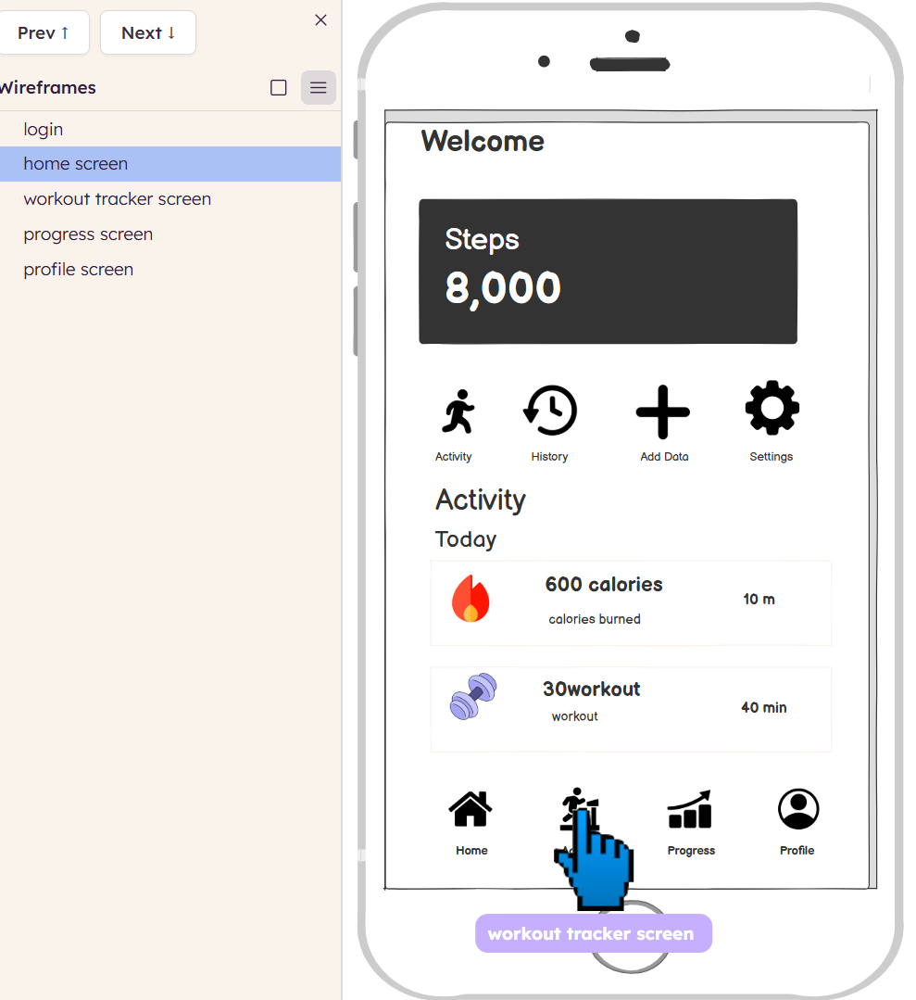 Prev ↑ Next ↓
Wireframes
login
home screen
workout tracker screen
progress screen
profile screen
Welcome
Steps
8,000
Activity History Add Data Settings
Activity
Today
600 calories
calories burned
10 m
30workout
workout
40 min
Home Progress Profile
workout tracker screen